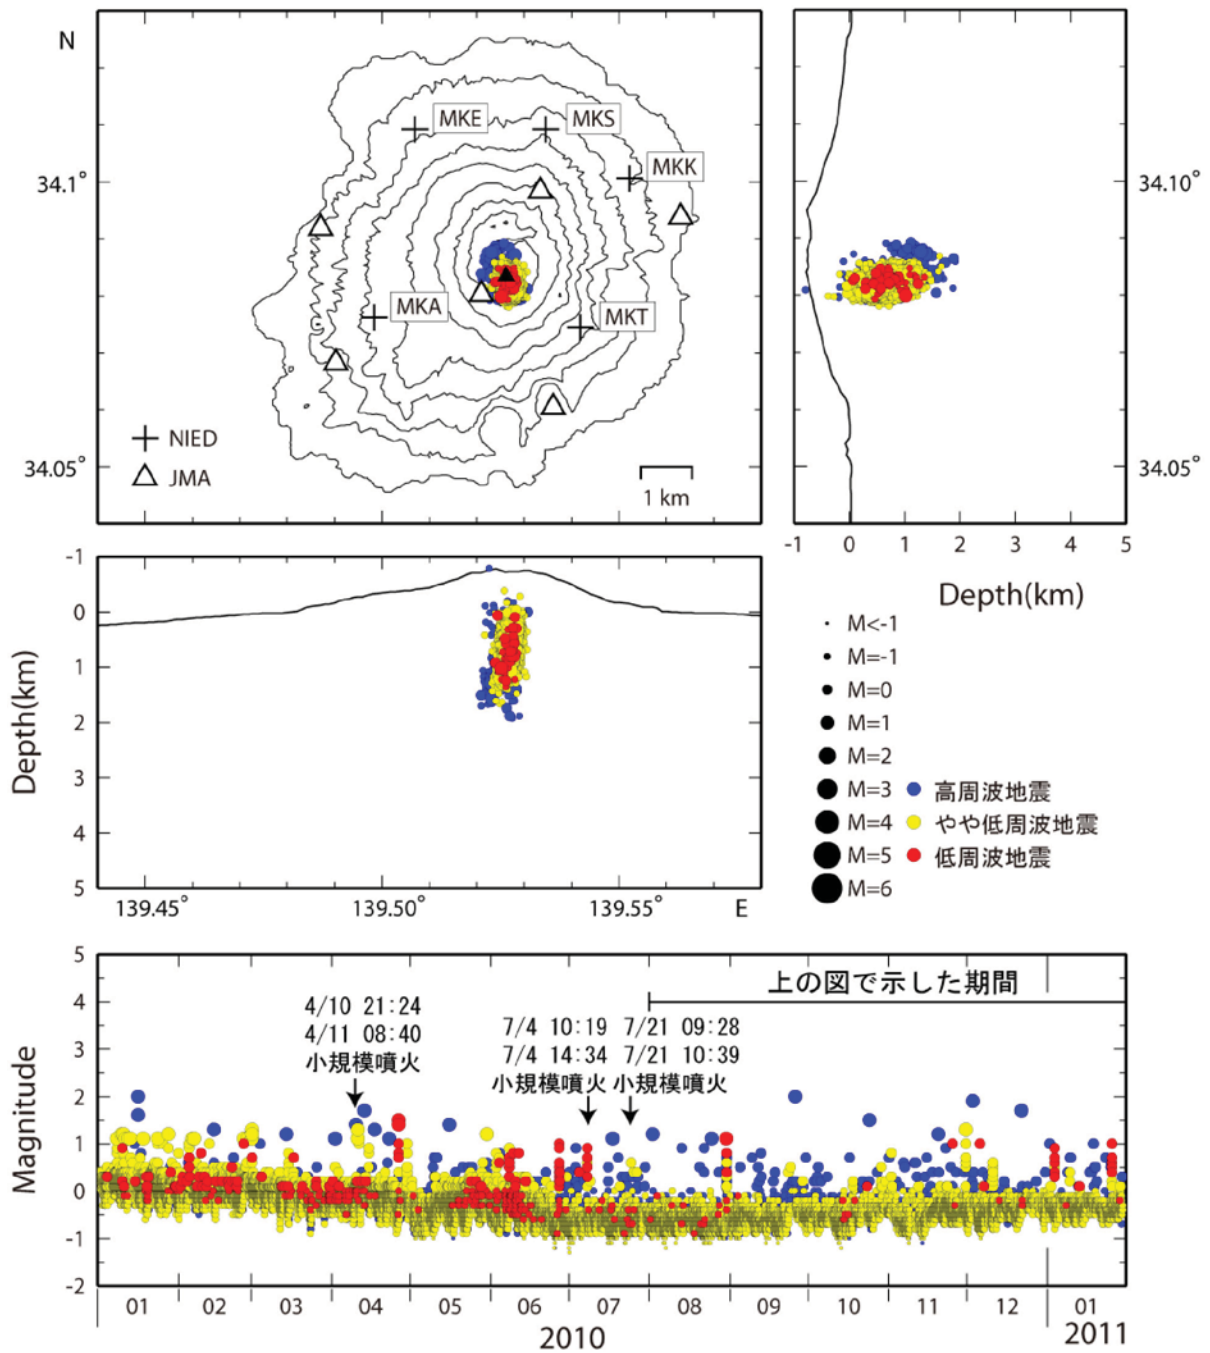 N
MKE
MKS
MKK
34.1°
34.10°
MKA
MKT
NIED
JMA
34.05°
1 km
34.05°
-1 0 1 2 3 4 5
Depth(km)
-1
0
1
2
3
4
5
Depth(km)
139.45° 139.50° 139.55° E
M<-1
M=-1
M=0
M=1
M=2
M=3 高周波地震
M=4 やや低周波地震
M=5 低周波地震
M=6
5
4
3
2
1
0
-1
-2
Magnitude
上の図で示した期間
4/10 21:24
4/11 08:40
小規模噴火
7/4 10:19 7/21 09:28
7/4 14:34 7/21 10:39
小規模噴火 小規模噴火
01 02 03 04 05 06 07 08 09 10 11 12 01
2010 2011